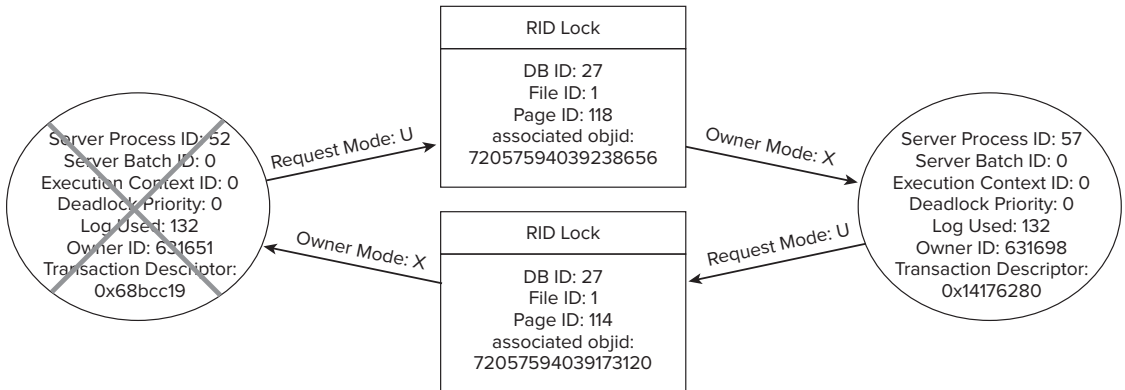 Server Process ID: 52
Server Batch ID: 0
Execution Context ID: 0
Deadlock Priority: 0
Log Used: 132
Owner ID: 631651
Transaction Descriptor:
0x68bcc19
Request Mode: U
RID Lock
DB ID: 27
File ID: 1
Page ID: 118
associated objid:
72057594039238656
Owner Mode: X
Server Process ID: 57
Server Batch ID: 0
Execution Context ID: 0
Deadlock Priority: 0
Log Used: 132
Owner ID: 631698
Transaction Descriptor:
0x14176280
Owner Mode: X
RID Lock
DB ID: 27
File ID: 1
Page ID: 114
associated objid:
72057594039173120
Request Mode: U